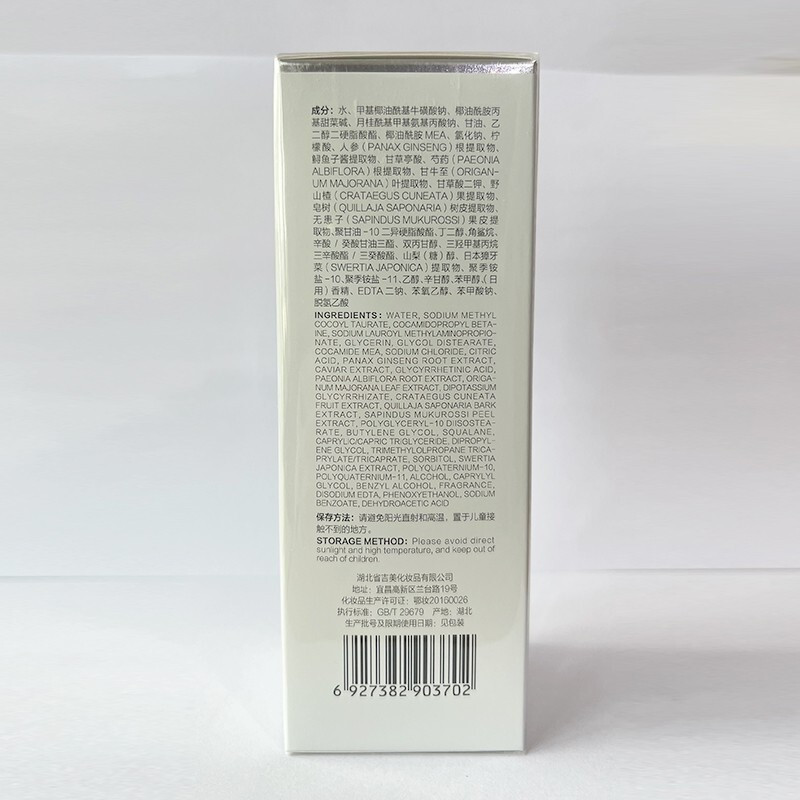 成分：水、甲基椰油酰基牛磺酸钠、椰油酰胺丙
基甜菜碱、月桂酰基甲基氨基丙酸钠、甘油、乙
二醇二硬脂酸酯、椰油酰胺 MEA、氯化钠、柠
檬酸、人参（PANAX GINSENG）根提取物、
鲟鱼子酱提取物、甘草亭酸、芍药（PAEONIA
ALBIFLORA）根提取物、甘牛至（ORIGAN-
UM MAJORANA）叶提取物、甘草酸二钾、野
山楂（CRATAEGUS CUNEATA）果提取物、
皂树（QUILLAJA SAPONARIA）树皮提取物、
无患子（SAPINDUS MUKUROSSI）果皮提
取物、聚甘油-10 二异硬脂酸酯、丁二醇、角鲨烷、
辛酸 / 癸酸甘油三酯、双丙甘醇、三羟甲基丙烷
三辛酸酯 / 三癸酸酯、山梨（糖）醇、日本獐牙
菜（SWERTIA JAPONICA）提取物、聚季铵
盐-10、聚季铵盐-11、乙醇、辛甘醇、苯甲醇、（日
用）香精、EDTA 二钠、苯氧乙醇、苯甲酸钠、
脱氢乙酸
INGREDIENTS: WATER, SODIUM METHYL
COCOYL TAURATE, COCAMIDOPROPYL BETA-
INE, SODIUM LAUROYL METHYLAMINOPROPIO-
NATE, GLYCERIN, GLYCOL DISTEARATE,
COCAMIDE MEA, SODIUM CHLORIDE, CITRIC
ACID, PANAX GINSENG ROOT EXTRACT,
CAVIAR EXTRACT, GLYCYRRHETINIC ACID,
PAEONIA ALBIFLORA ROOT EXTRACT, ORIGA-
NUM MAJORANA LEAF EXTRACT, DIPOTASSIUM
GLYCYRRHIZATE, CRATAEGUS CUNEATA
FRUIT EXTRACT, QUILLAJA SAPONARIA BARK
EXTRACT, SAPINDUS MUKUROSSI PEEL
EXTRACT, POLYGLYCERYL-10 DIISOSTEA-
RATE, BUTYLENE GLYCOL, SQUALANE,
CAPRYLIC/CAPRIC TRIGLYCERIDE, DIPROPYL-
ENE GLYCOL, TRIMETHYLOLPROPANE TRICA-
PRYLATE/TRICAPRATE, SORBITOL, SWERTIA
JAPONICA EXTRACT, POLYQUATERNIUM-10,
POLYQUATERNIUM-11, ALCOHOL, CAPRYLYL
GLYCOL, BENZYL ALCOHOL, FRAGRANCE,
DISODIUM EDTA, PHENOXYETHANOL, SODIUM
BENZOATE, DEHYDROACETIC ACID
保存方法：请避免阳光直射和高温，置于儿童接
触不到的地方。
STORAGE METHOD: Please avoid direct
sunlight and high temperature, and keep out of
reach of children.
湖北省吉美化妆品有限公司
地址：宜昌高新区兰台路19号
化妆品生产许可证：鄂妆20160026
执行标准：GB/T 29679 产地：湖北
生产批号及限期使用日期：见包装
6 927382 903702